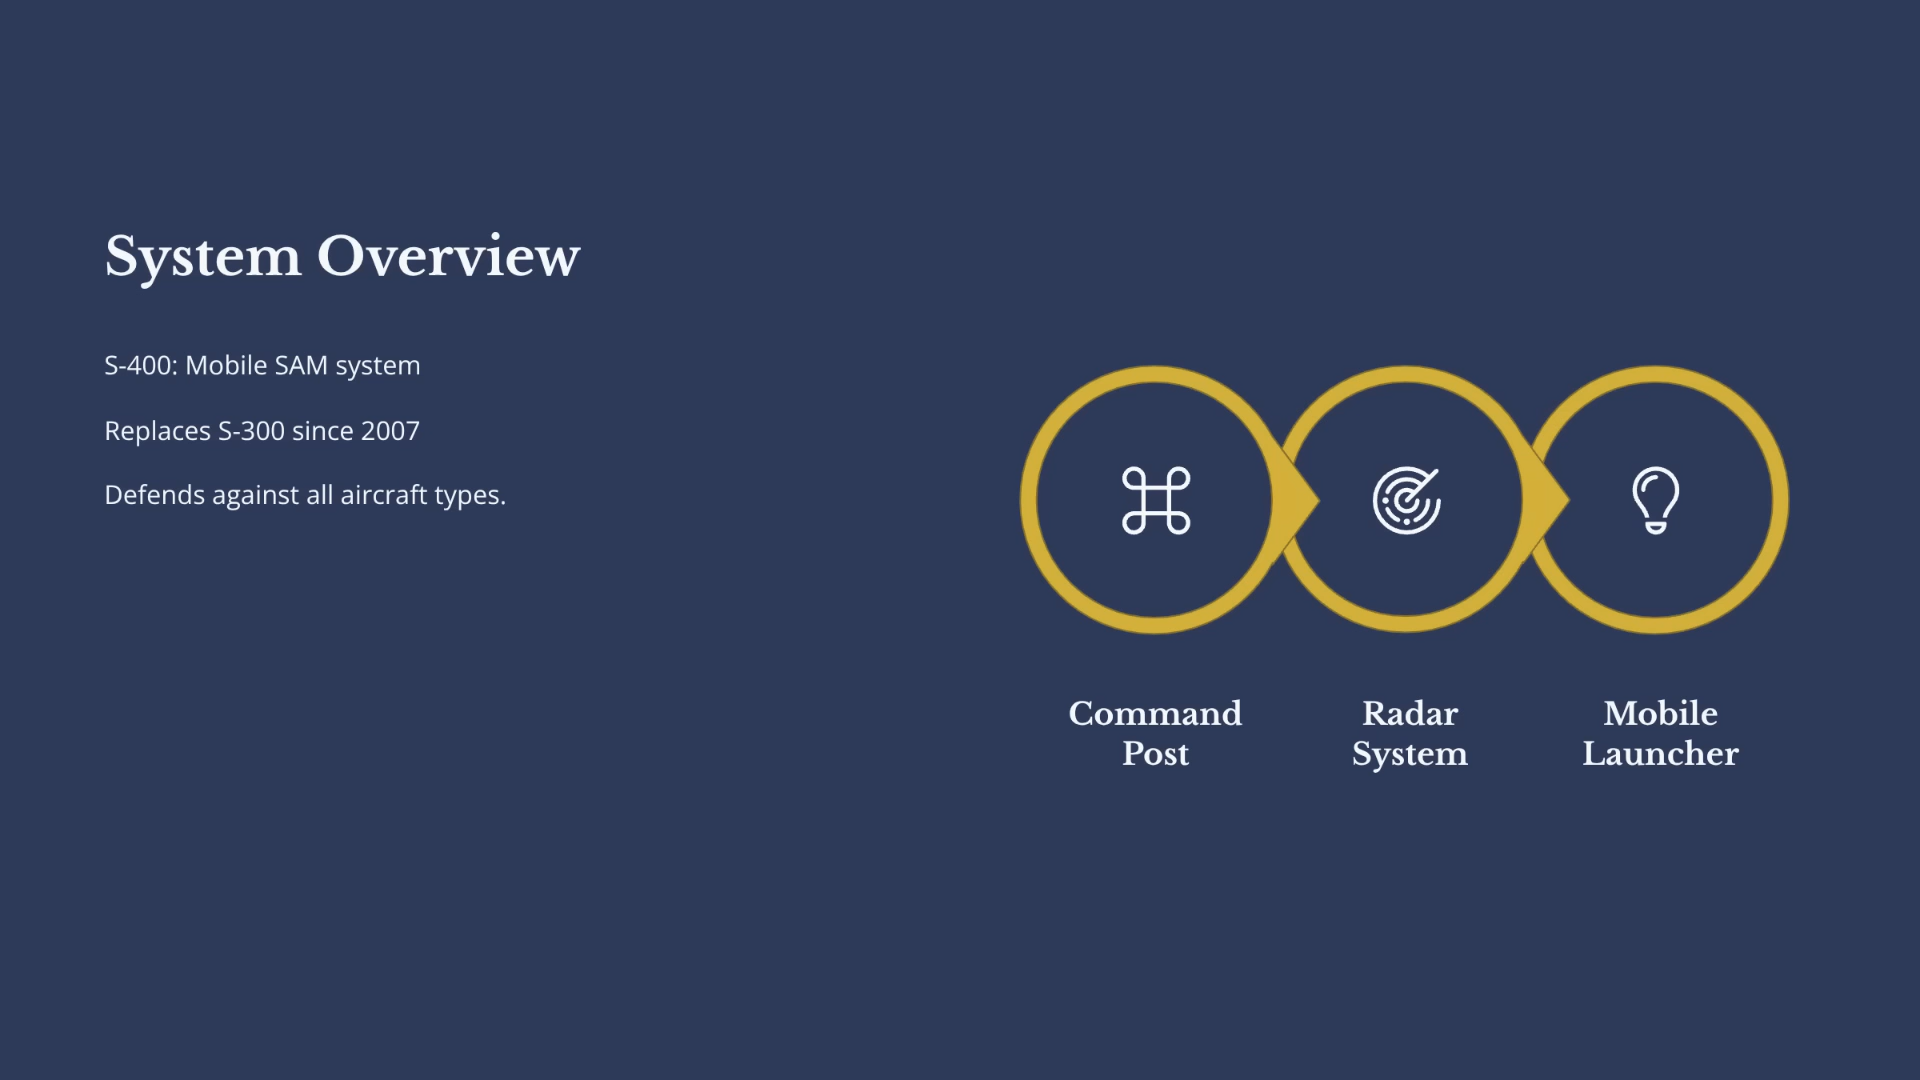 System Overview
S-400: Mobile SAM system
Replaces S-300 since 2007
Defends against all aircraft types.
Command
Post
Radar
System
Mobile
Launcher